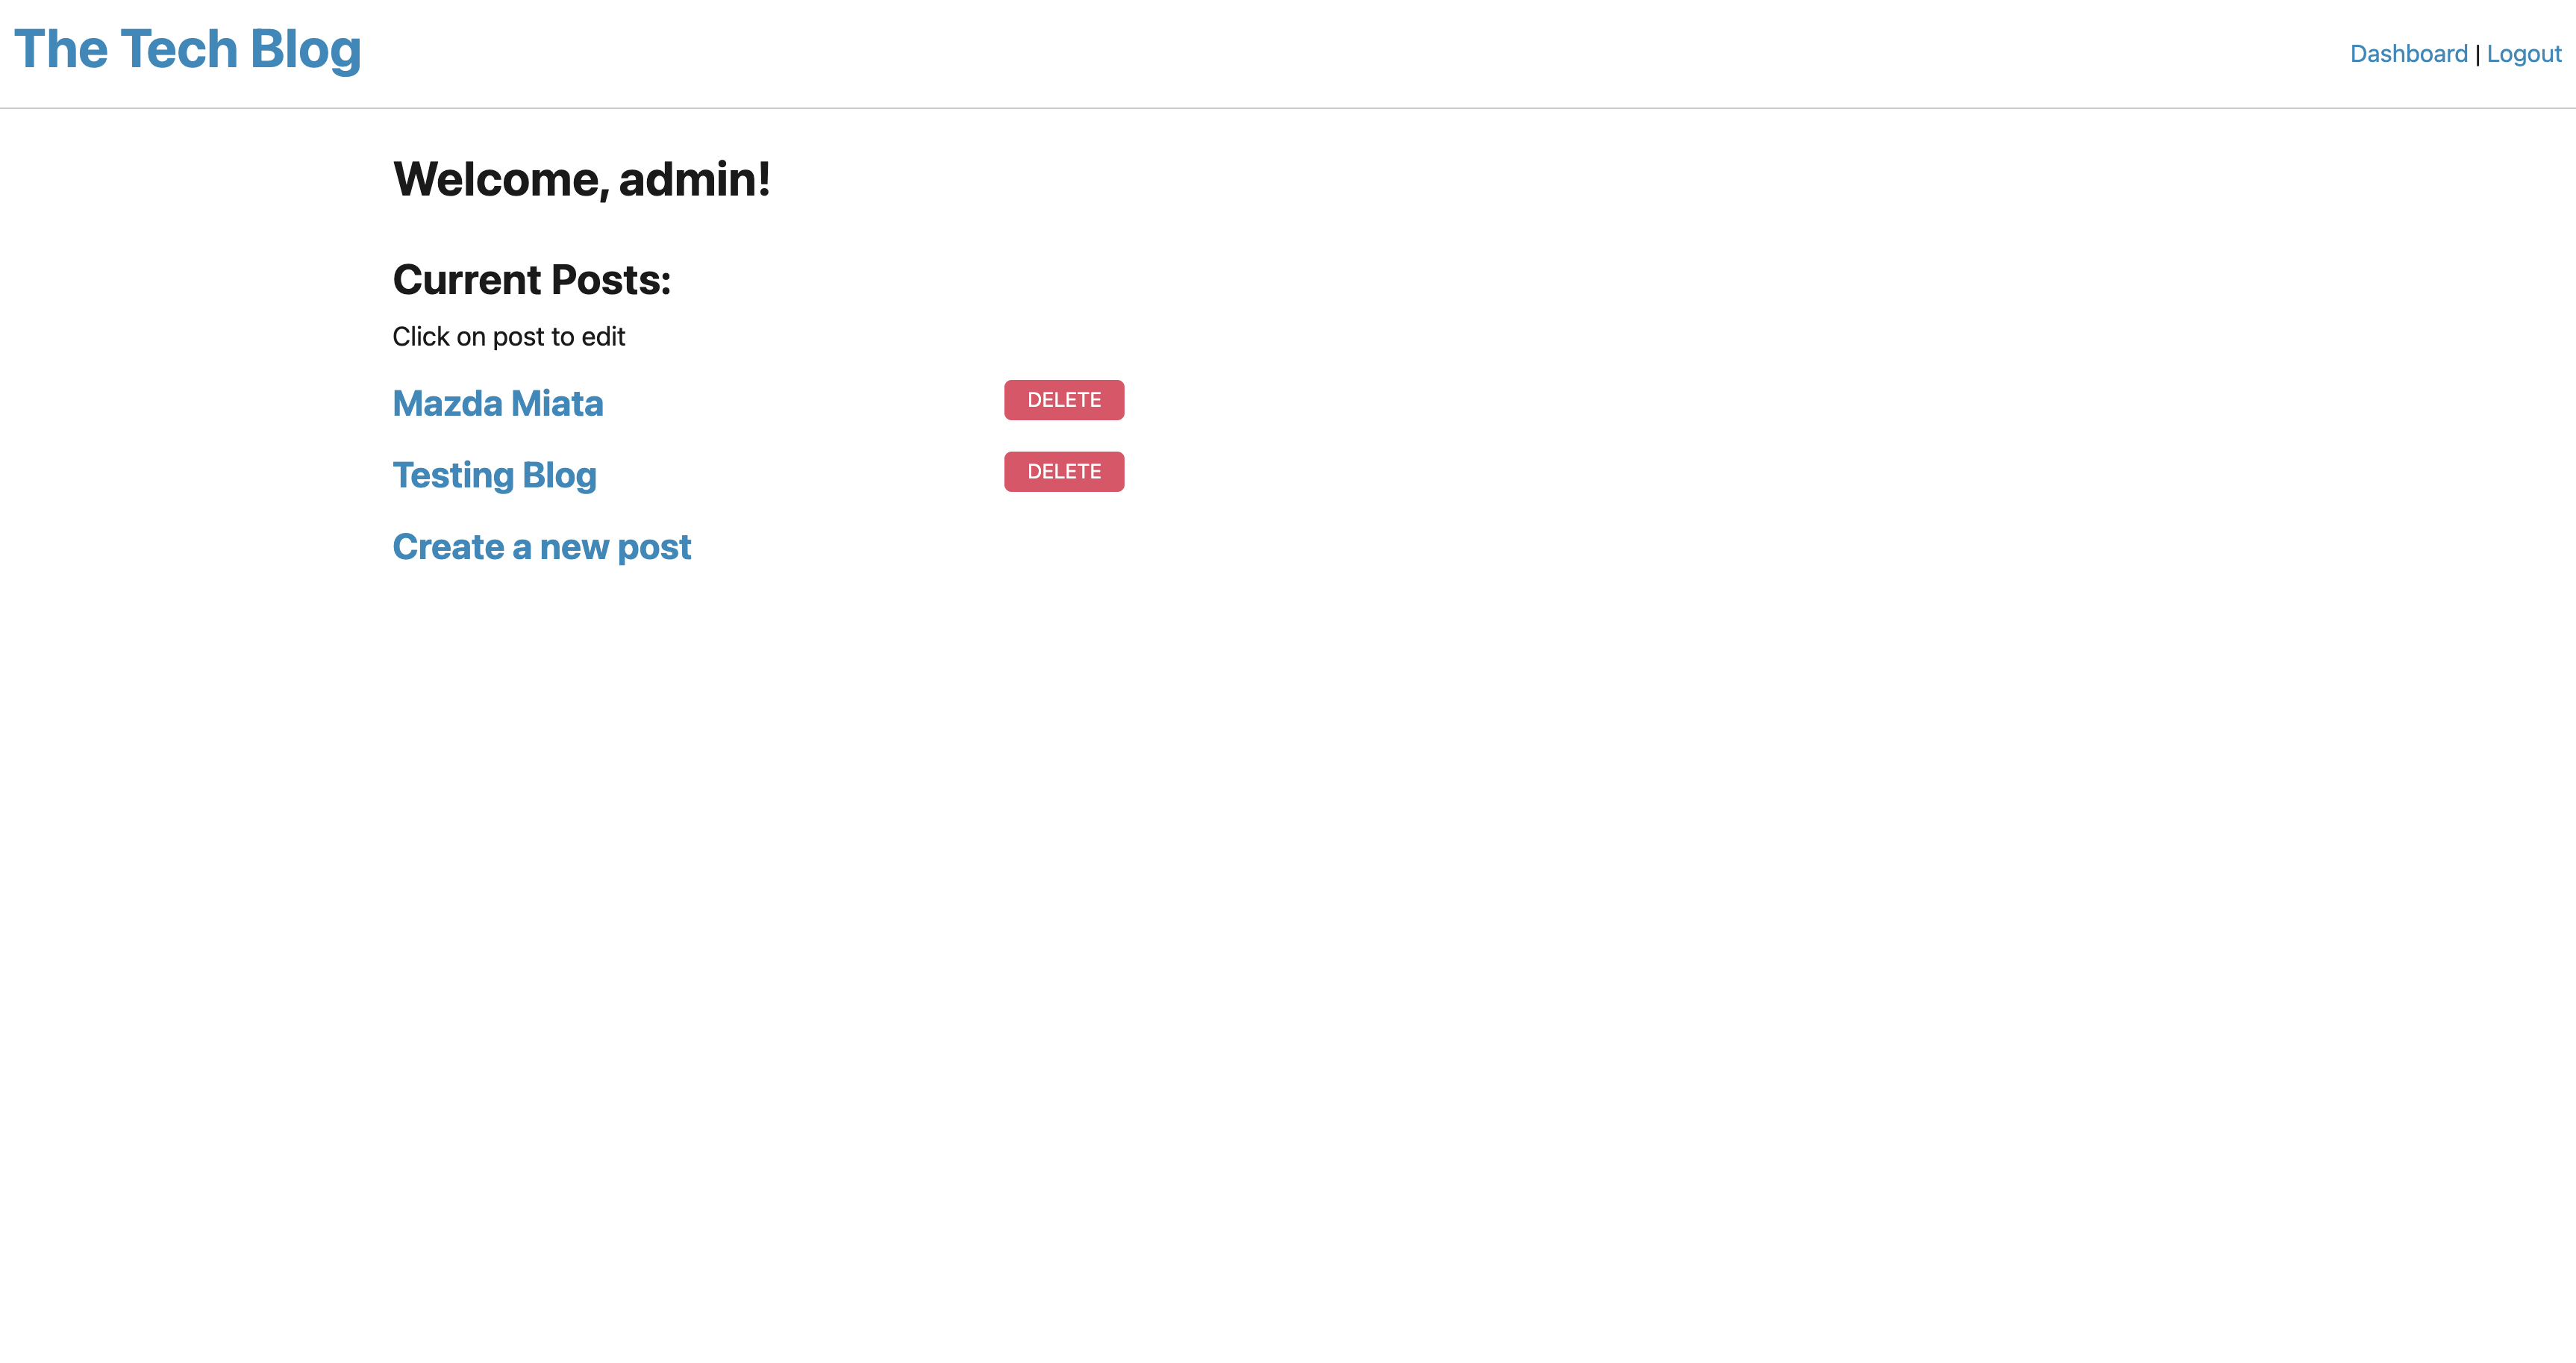 The Tech Blog
Dashboard | Logout
Welcome, admin!
Current Posts:
Click on post to edit
Mazda Miata
DELETE
Testing Blog
DELETE
Create a new post